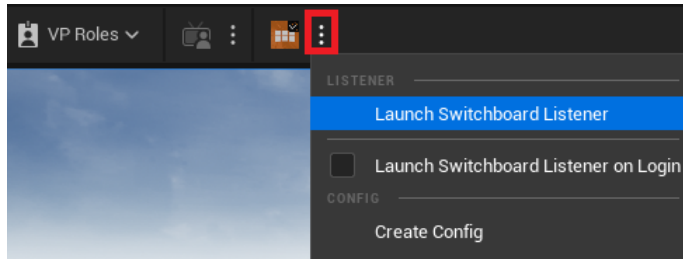 VP Roles
LISTENER
Launch Switchboard Listener
Launch Switchboard Listener on Login
CONFIG
Create Config